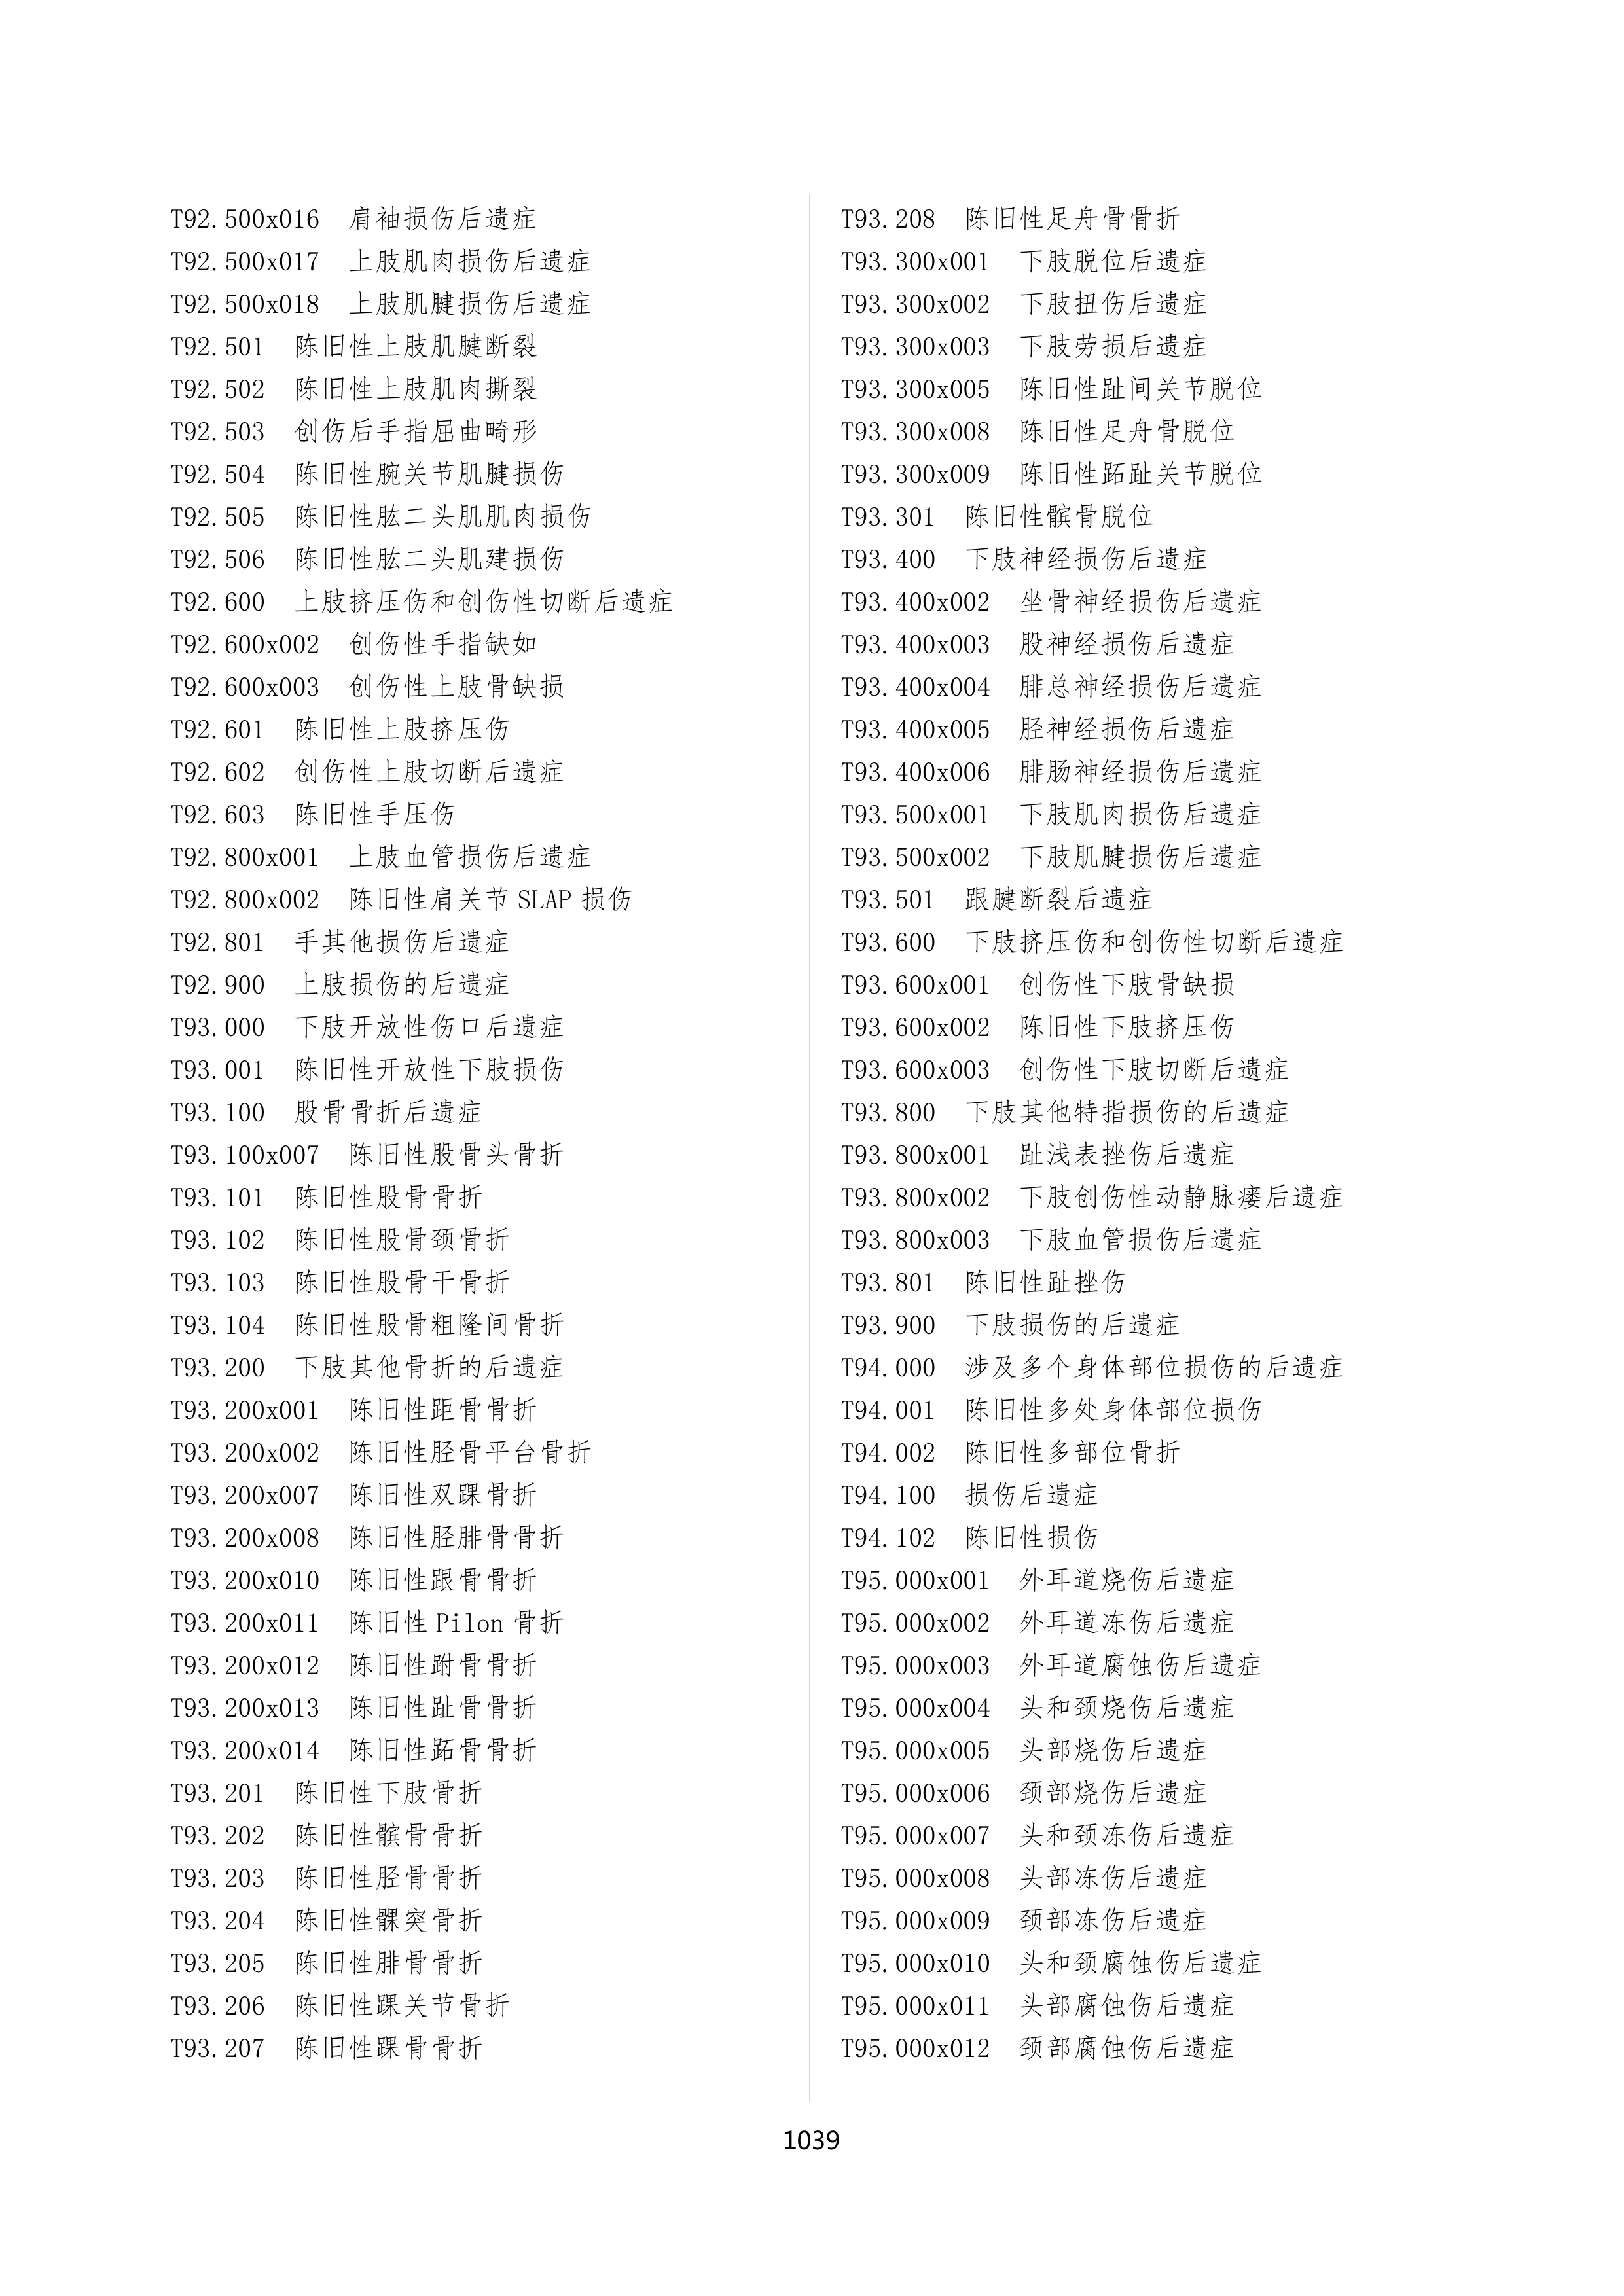 T92.500x016 肩袖损伤后遗症
T92.500x017 上肢肌肉损伤后遗症
T92.500x018 上肢肌腱损伤后遗症
T92.501 陈旧性上肢肌腱断裂
T92.502 陈旧性上肢肌肉撕裂
T92.503 创伤后手指屈曲畸形
T92.504 陈旧性腕关节肌腱损伤
T92.505 陈旧性肱二头肌肌肉损伤
T92.506 陈旧性肱二头肌建损伤
T92.600 上肢挤压伤和创伤性切断后遗症
T92.600x002 创伤性手指缺如
T92.600x003 创伤性上肢骨缺损
T92.601 陈旧性上肢挤压伤
T92.602 创伤性上肢切断后遗症
T92.603 陈旧性手压伤
T92.800x001 上肢血管损伤后遗症
T92.800x002 陈旧性肩关节 SLAP 损伤
T92.801 手其他损伤后遗症
T92.900 上肢损伤的后遗症
T93.000 下肢开放性伤口后遗症
T93.001 陈旧性开放性下肢损伤
T93.100 股骨骨折后遗症
T93.100x007 陈旧性股骨头骨折
T93.101 陈旧性股骨骨折
T93.102 陈旧性股骨颈骨折
T93.103 陈旧性股骨干骨折
T93.104 陈旧性股骨粗隆间骨折
T93.200 下肢其他骨折的后遗症
T93.200x001 陈旧性距骨骨折
T93.200x002 陈旧性胫骨平台骨折
T93.200x007 陈旧性双踝骨折
T93.200x008 陈旧性胫腓骨骨折
T93.200x010 陈旧性跟骨骨折
T93.200x011 陈旧性 Pilon 骨折
T93.200x012 陈旧性跗骨骨折
T93.200x013 陈旧性趾骨骨折
T93.200x014 陈旧性跖骨骨折
T93.201 陈旧性下肢骨折
T93.202 陈旧性髌骨骨折
T93.203 陈旧性胫骨骨折
T93.204 陈旧性髁突骨折
T93.205 陈旧性腓骨骨折
T93.206 陈旧性踝关节骨折
T93.207 陈旧性踝骨骨折
T93.208 陈旧性足舟骨骨折
T93.300x001 下肢脱位后遗症
T93.300x002 下肢扭伤后遗症
T93.300x003 下肢劳损后遗症
T93.300x005 陈旧性趾间关节脱位
T93.300x008 陈旧性足舟骨脱位
T93.300x009 陈旧性跖趾关节脱位
T93.301 陈旧性髌骨脱位
T93.400 下肢神经损伤后遗症
T93.400x002 坐骨神经损伤后遗症
T93.400x003 股神经损伤后遗症
T93.400x004 腓总神经损伤后遗症
T93.400x005 胫神经损伤后遗症
T93.400x006 腓肠神经损伤后遗症
T93.500x001 下肢肌肉损伤后遗症
T93.500x002 下肢肌腱损伤后遗症
T93.501 跟腱断裂后遗症
T93.600 下肢挤压伤和创伤性切断后遗症
T93.600x001 创伤性下肢骨缺损
T93.600x002 陈旧性下肢挤压伤
T93.600x003 创伤性下肢切断后遗症
T93.800 下肢其他特指损伤的后遗症
T93.800x001 趾浅表挫伤后遗症
T93.800x002 下肢创伤性动静脉瘘后遗症
T93.800x003 下肢血管损伤后遗症
T93.801 陈旧性趾挫伤
T93.900 下肢损伤的后遗症
T94.000 涉及多个身体部位损伤的后遗症
T94.001 陈旧性多处身体部位损伤
T94.002 陈旧性多部位骨折
T94.100 损伤后遗症
T94.102 陈旧性损伤
T95.000x001 外耳道烧伤后遗症
T95.000x002 外耳道冻伤后遗症
T95.000x003 外耳道腐蚀伤后遗症
T95.000x004 头和颈烧伤后遗症
T95.000x005 头部烧伤后遗症
T95.000x006 颈部烧伤后遗症
T95.000x007 头和颈冻伤后遗症
T95.000x008 头部冻伤后遗症
T95.000x009 颈部冻伤后遗症
T95.000x010 头和颈腐蚀伤后遗症
T95.000x011 头部腐蚀伤后遗症
T95.000x012 颈部腐蚀伤后遗症
1039